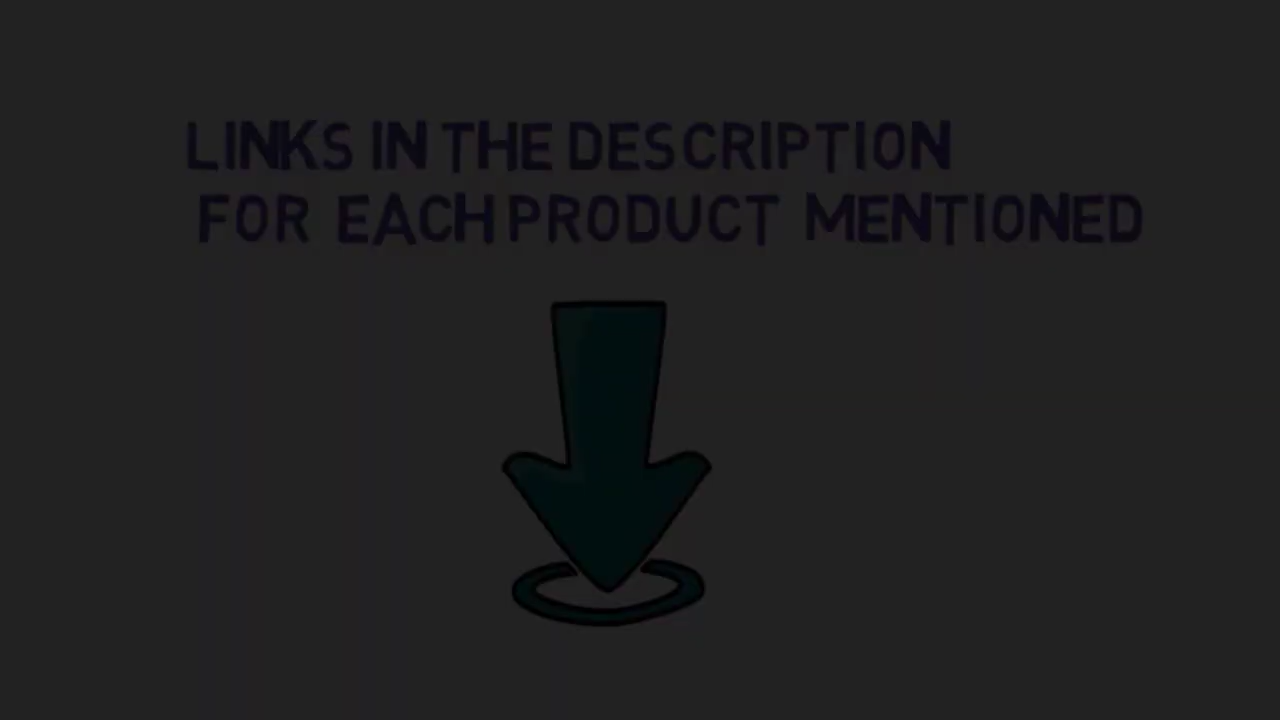 LINKS IN THE DESCRIPTION
FOR EACH PRODUCT MENTIONED